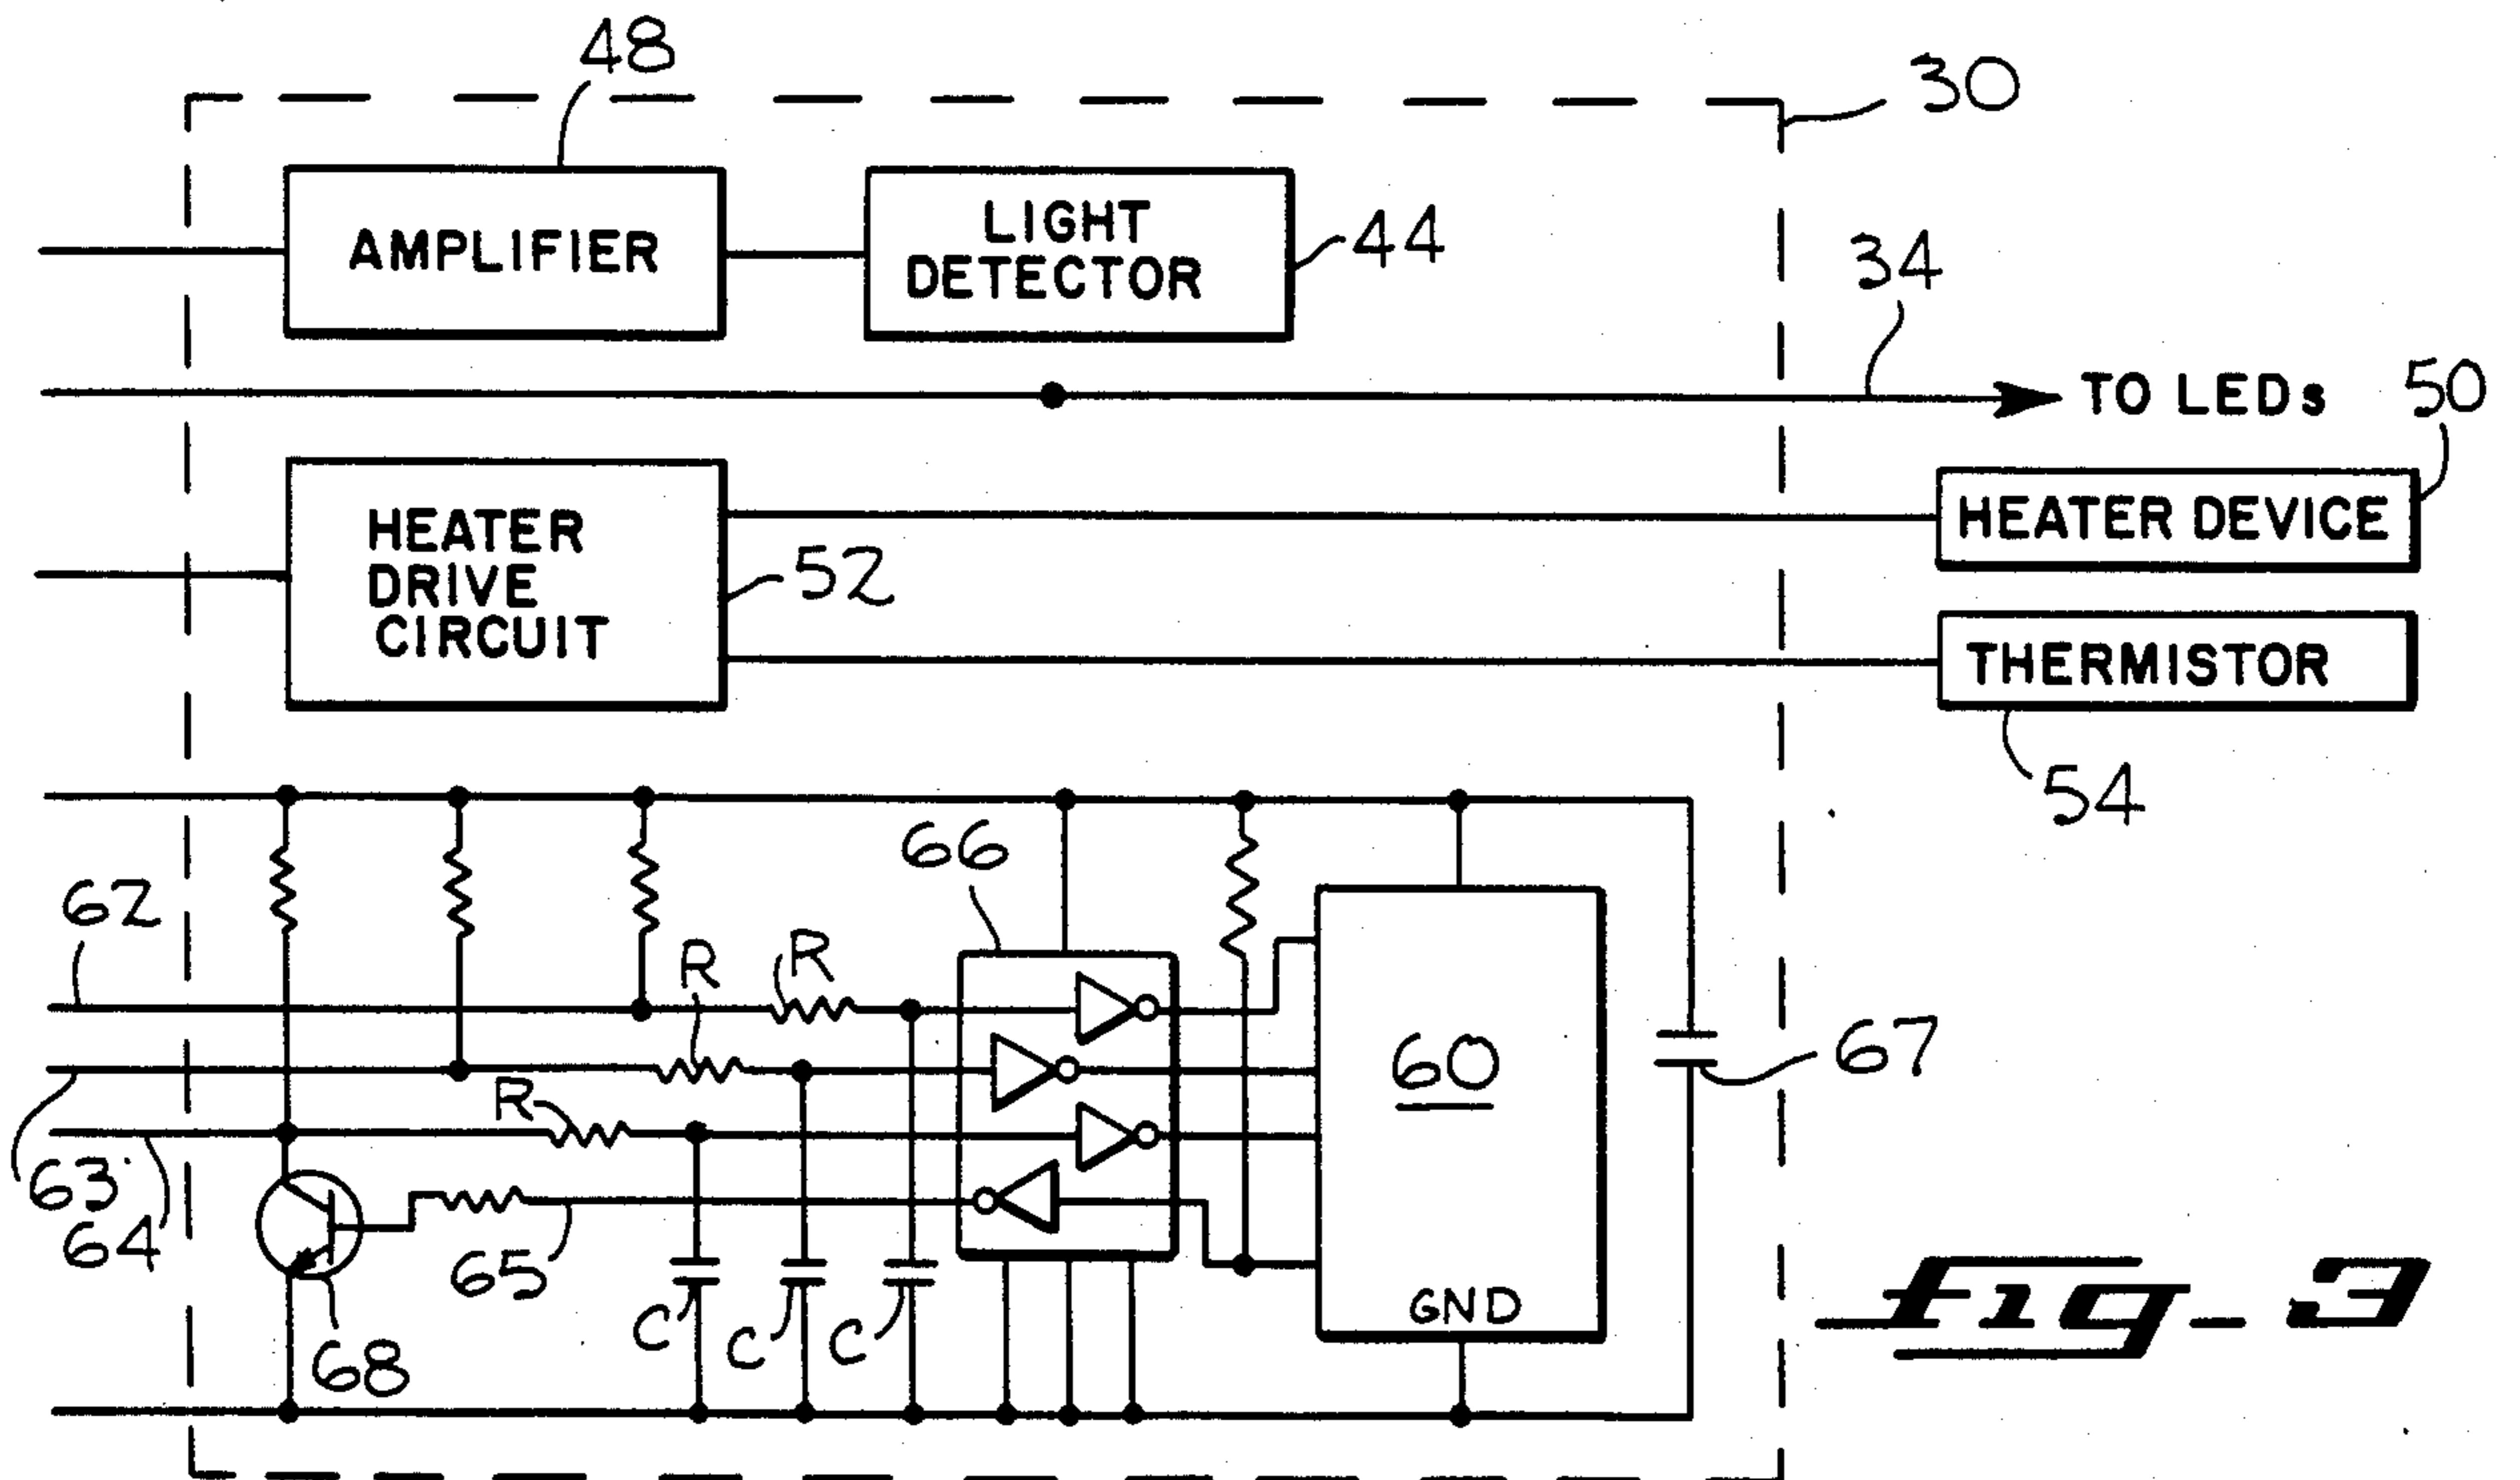 48
30
AMPLIFIER
LIGHT
DETECTOR
44
34
TO LEDs
50
HEATER
DRIVE
CIRCUIT
52
HEATER DEVICE
THERMISTOR
54
66
62
R
R
60
67
R
63
64
65
C
C
C
GND
68
Fig-3